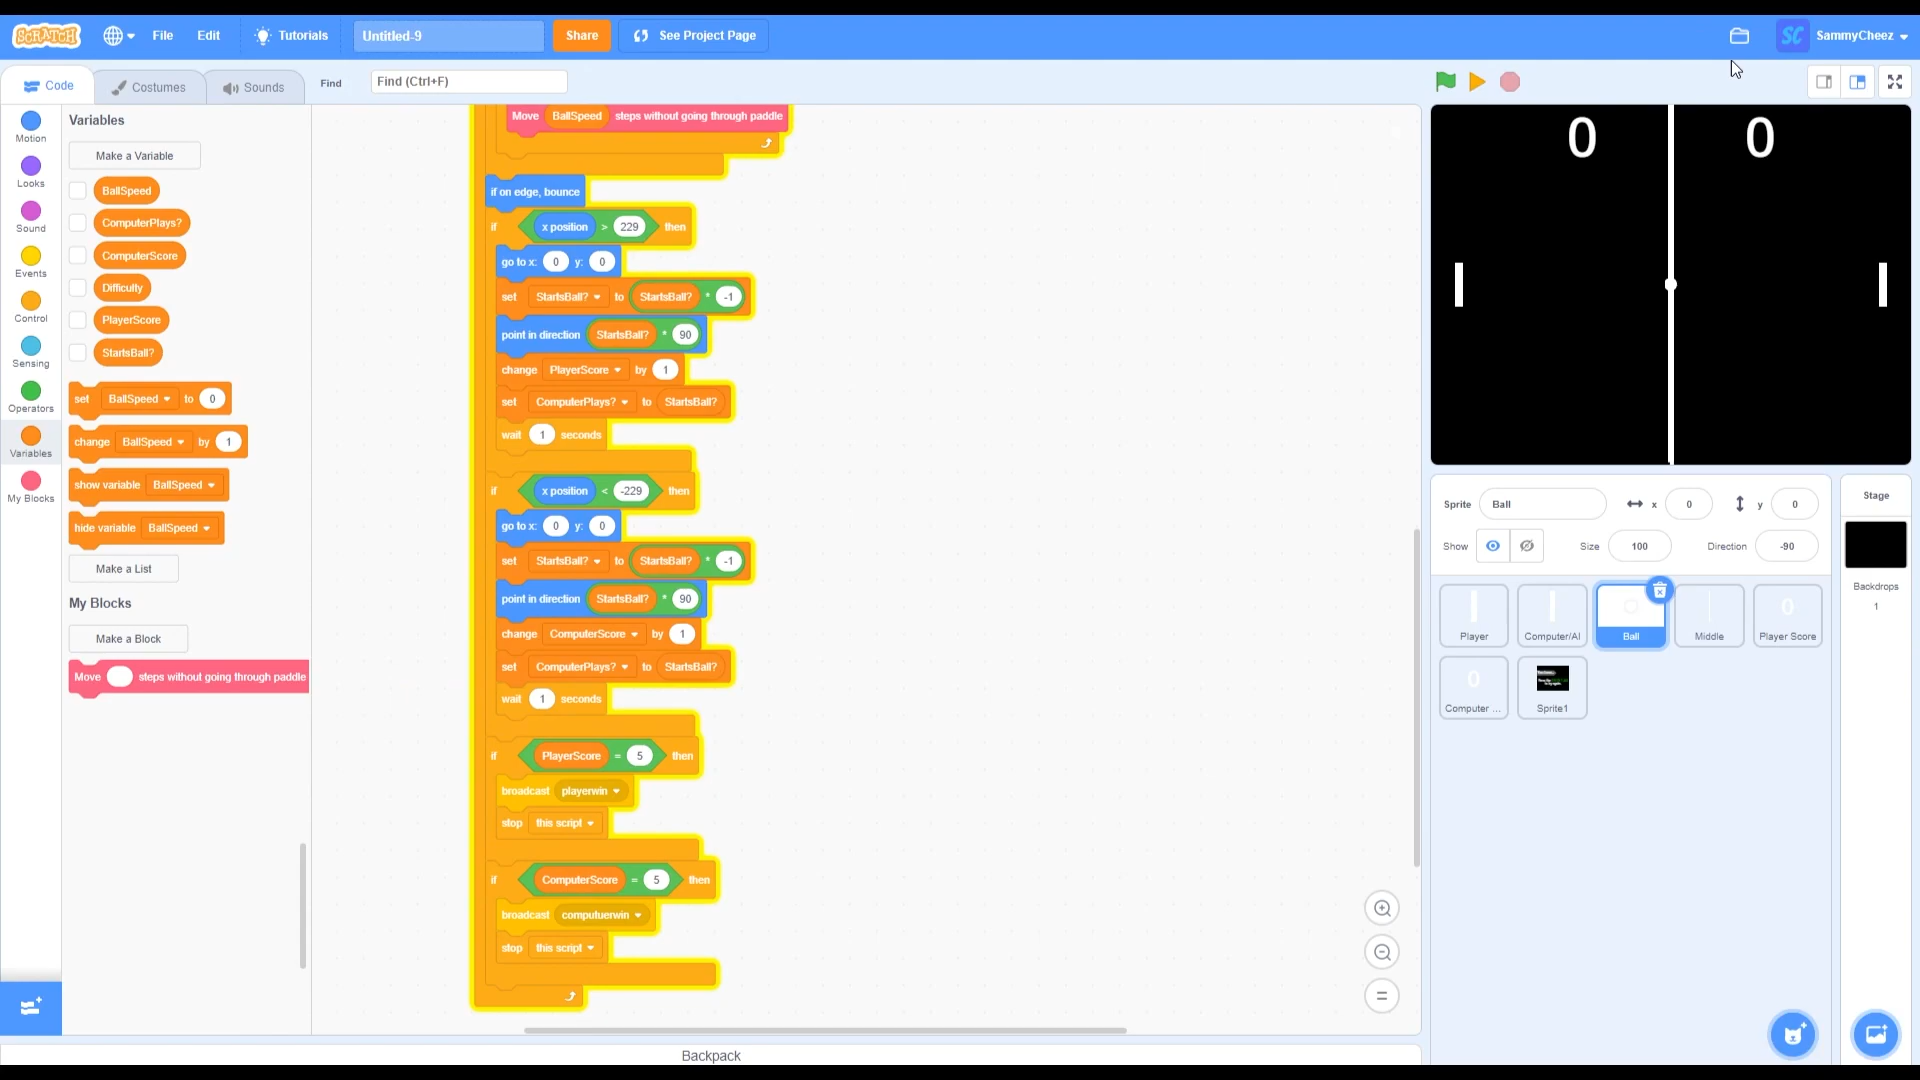 SCRATCH File Edit Tutorials Untitled-9 Share See Project Page SC SammyCheez
Code Costumes Sounds Find Find (Ctrl+F)
Motion
Looks
Sound
Events
Control
Sensing
Operators
Variables
My Blocks
Variables
Make a Variable
BallSpeed
ComputerPlays?
ComputerScore
Difficulty
PlayerScore
StartsBall?
set BallSpeed to 0
change BallSpeed by 1
show variable BallSpeed
hide variable BallSpeed
Make a List
My Blocks
Make a Block
Move steps without going through paddle
Move BallSpeed steps without going through paddle
if on edge, bounce
if x position > 229 then
go to x: 0 y: 0
set StartsBall? to StartsBall? * -1
point in direction StartsBall? * 90
change PlayerScore by 1
set ComputerPlays? to StartsBall?
wait 1 seconds
if x position < -229 then
go to x: 0 y: 0
set StartsBall? to StartsBall? * -1
point in direction StartsBall? * 90
change ComputerScore by 1
set ComputerPlays? to StartsBall?
wait 1 seconds
if PlayerScore = 5 then
broadcast playerwin
stop this script
if ComputerScore = 5 then
broadcast computuerwin
stop this script
Backpack
0 0
Sprite Ball x 0 y 0
Show Size 100 Direction -90
Player Computer/AI Ball Middle 0 Player Score
0 Computer ... Sprite1
Stage
Backdrops
1